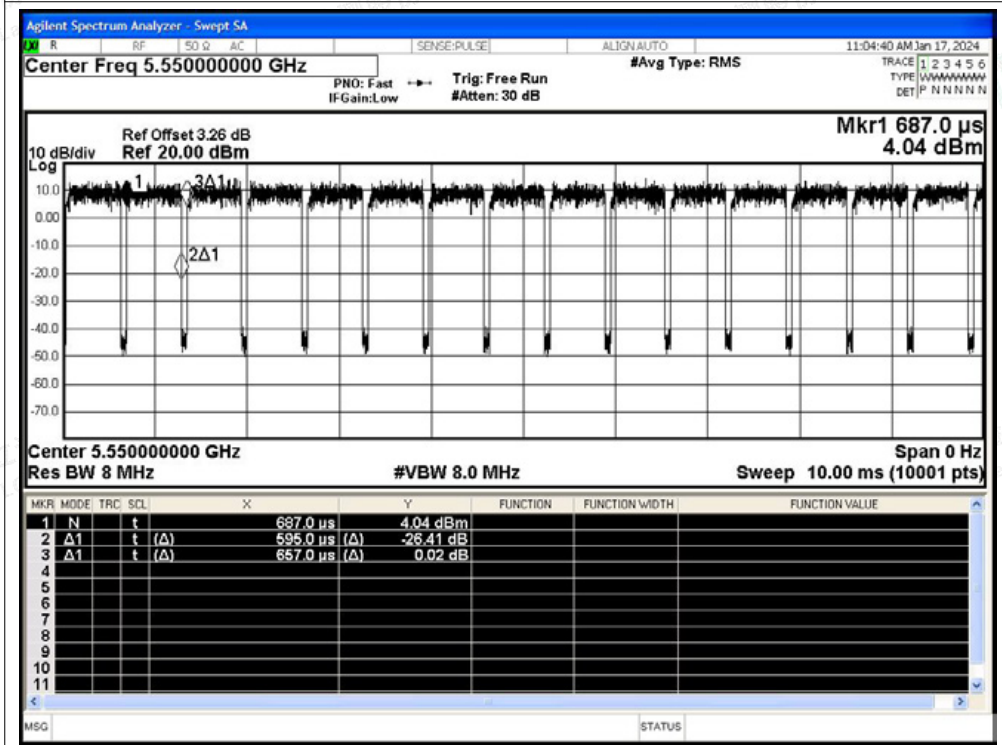 Agilent Spectrum Analyzer - Swept SA
LXI R RF 50 Ω AC SENSE:PULSE ALIGN AUTO 11:04:40 AM Jan 17, 2024
Center Freq 5.550000000 GHz #Avg Type: RMS TRACE 1 2 3 4 5 6
PNO: Fast Trig: Free Run TYPE WWWWWW
IFGain:Low #Atten: 30 dB DET P N N N N N
Mkr1 687.0 µs
Ref Offset 3.26 dB
10 dB/div Ref 20.00 dBm 4.04 dBm
Log
1 3Δ1
10.0
0.00
-10.0
2Δ1
-20.0
-30.0
-40.0
-50.0
-60.0
-70.0
Center 5.550000000 GHz Span 0 Hz
Res BW 8 MHz #VBW 8.0 MHz Sweep 10.00 ms (10001 pts)
MKR MODE TRC SCL X Y FUNCTION FUNCTION WIDTH FUNCTION VALUE
1 N t 687.0 µs 4.04 dBm
2 Δ1 t (Δ) 595.0 µs (Δ) -26.41 dB
3 Δ1 t (Δ) 657.0 µs (Δ) 0.02 dB
4
5
6
7
8
9
10
11
MSG STATUS